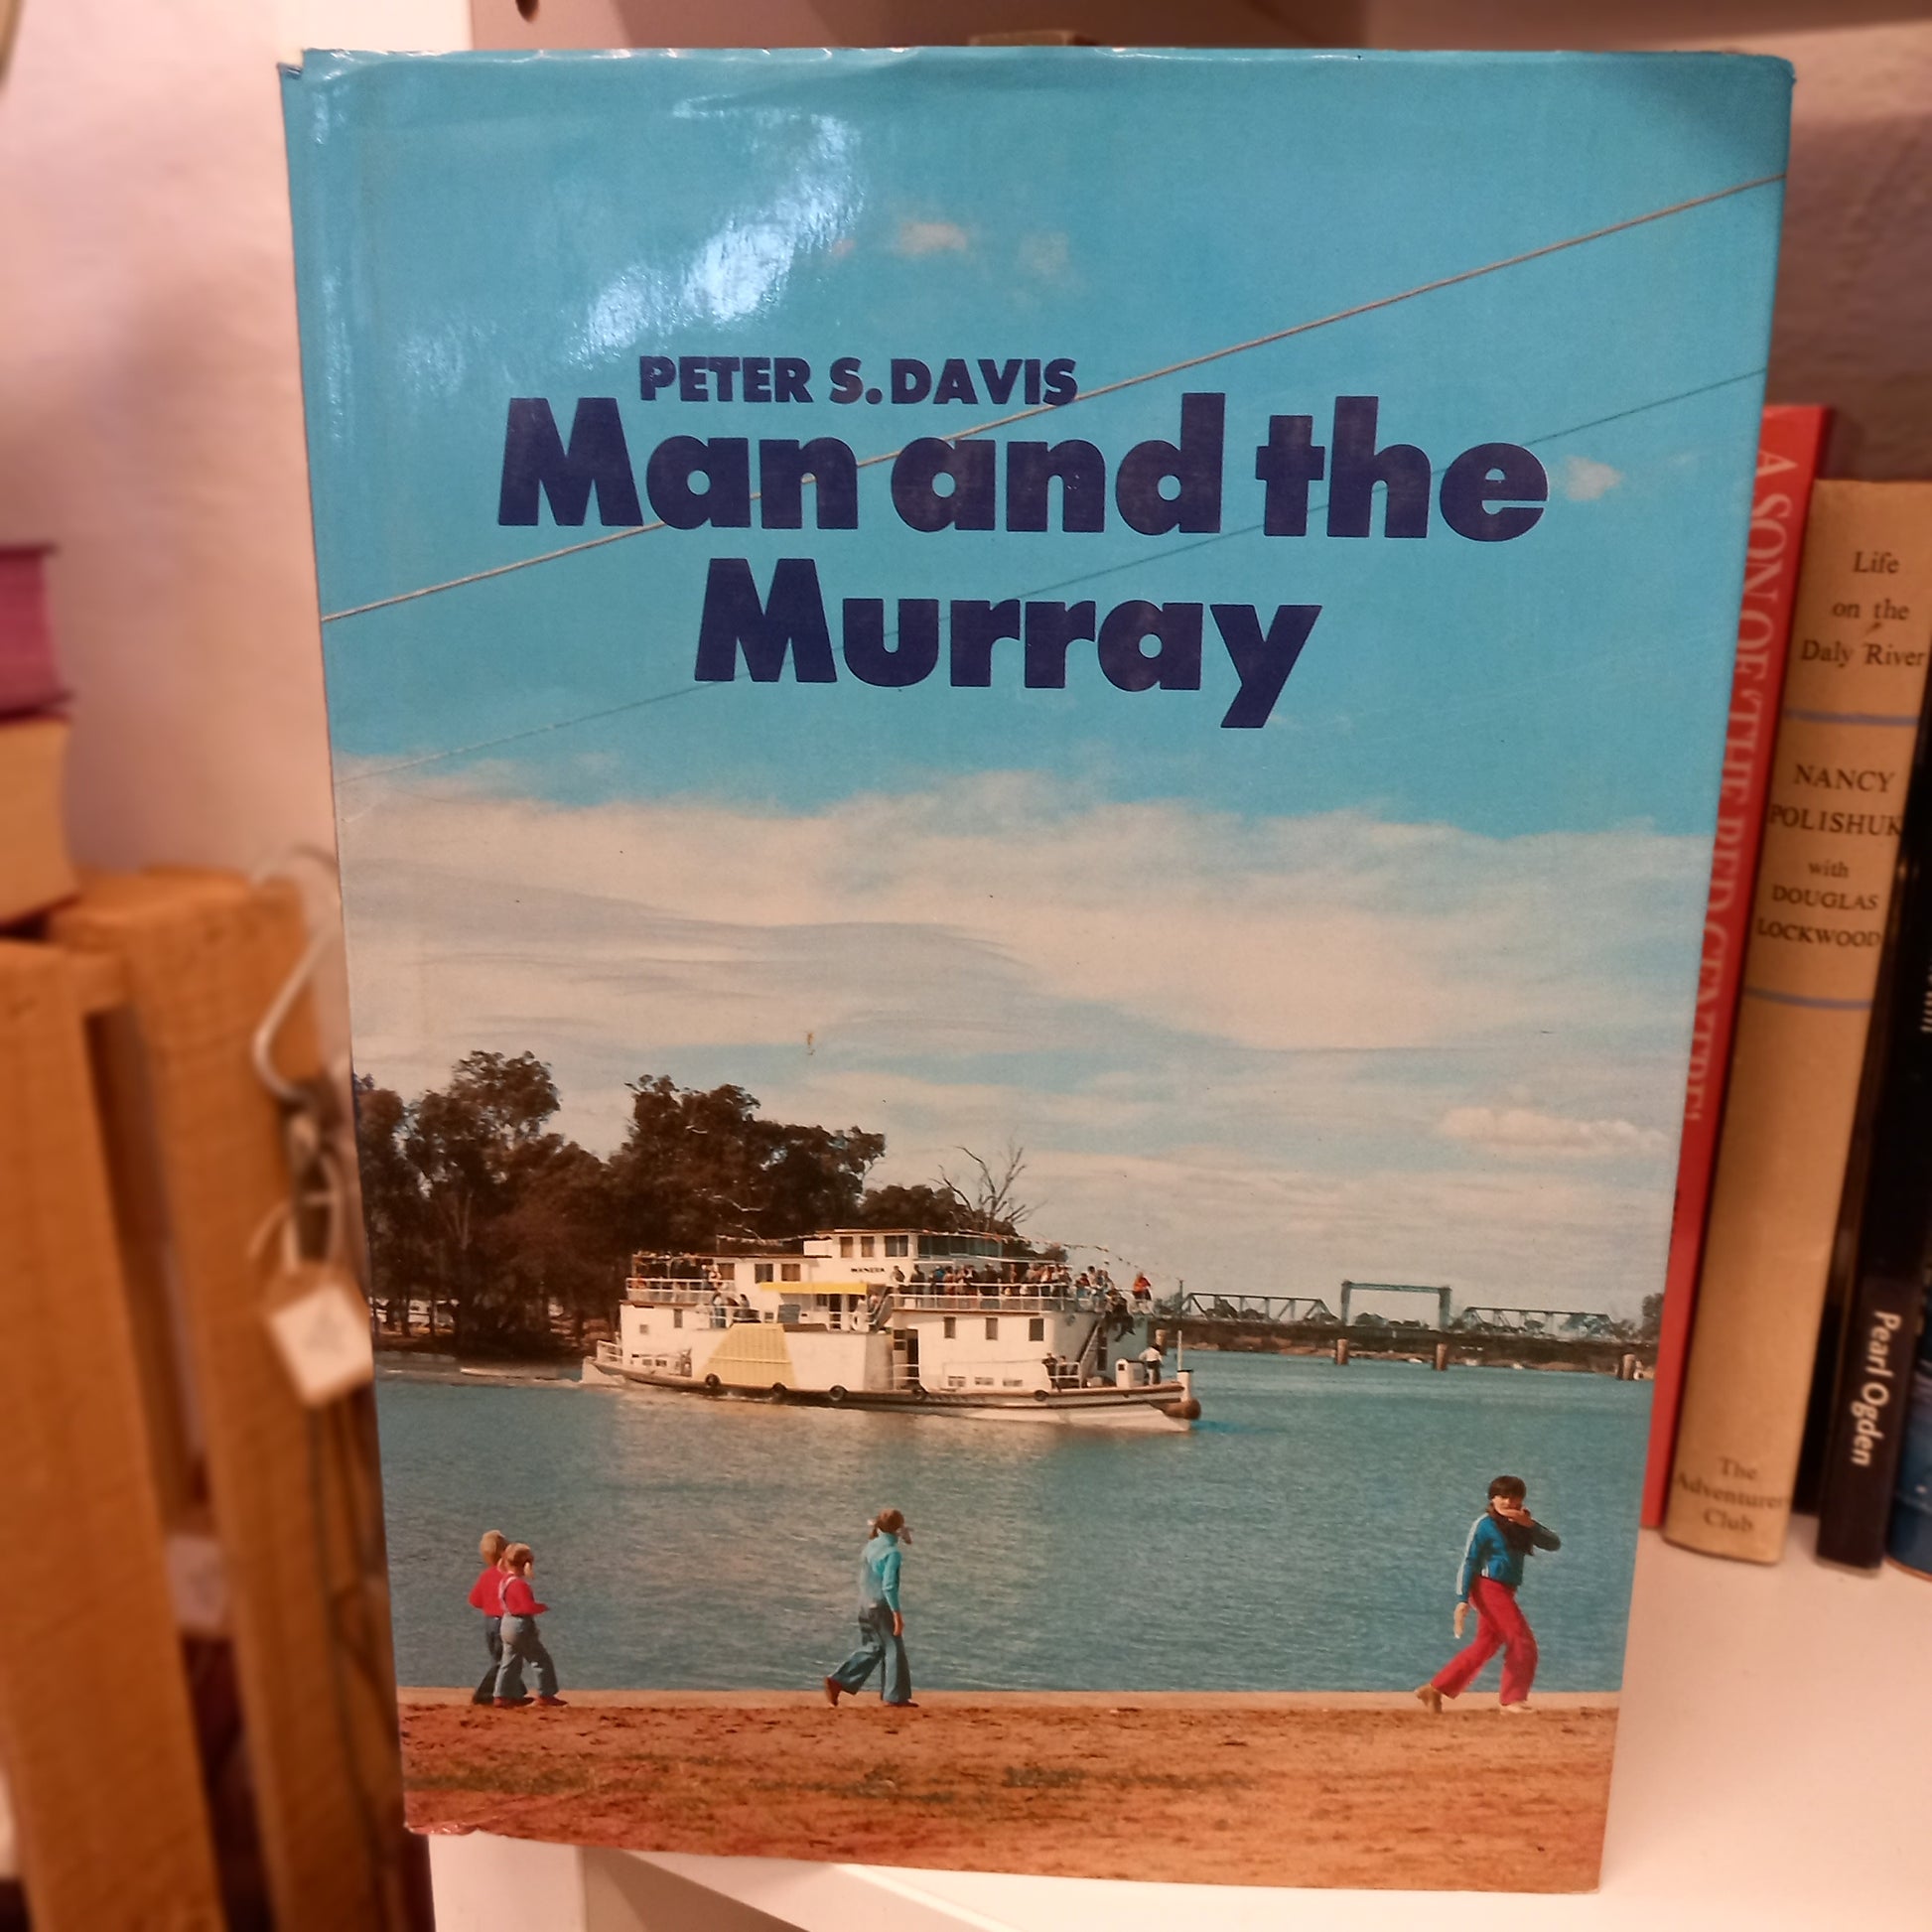 PETER S. DAVIS
Man and the
Murray
A SON OF 'THE RED CENTRE'
Life
on the
Daly River
NANCY
POLISHUK
with
DOUGLAS
LOCKWOOD
The
Adventurers
Club
Pearl Ogden